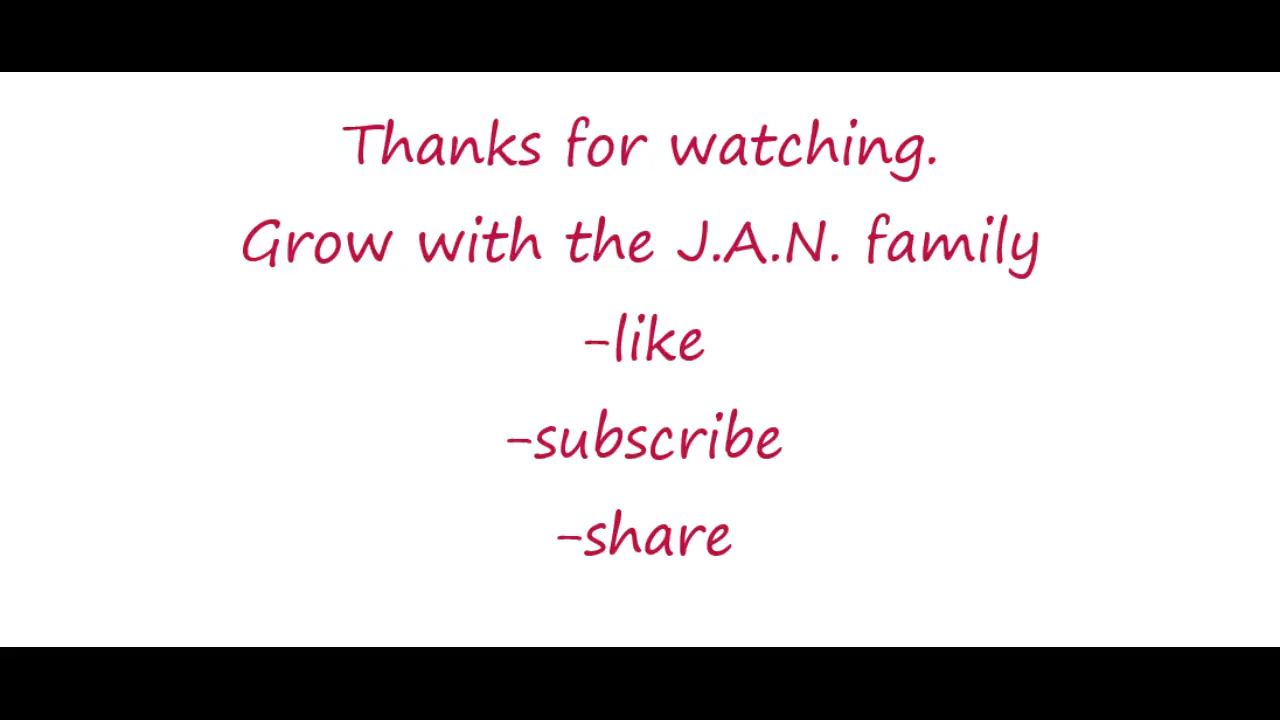 Thanks for watching.
Grow with the J.A.N. family
-like
-subscribe
-share